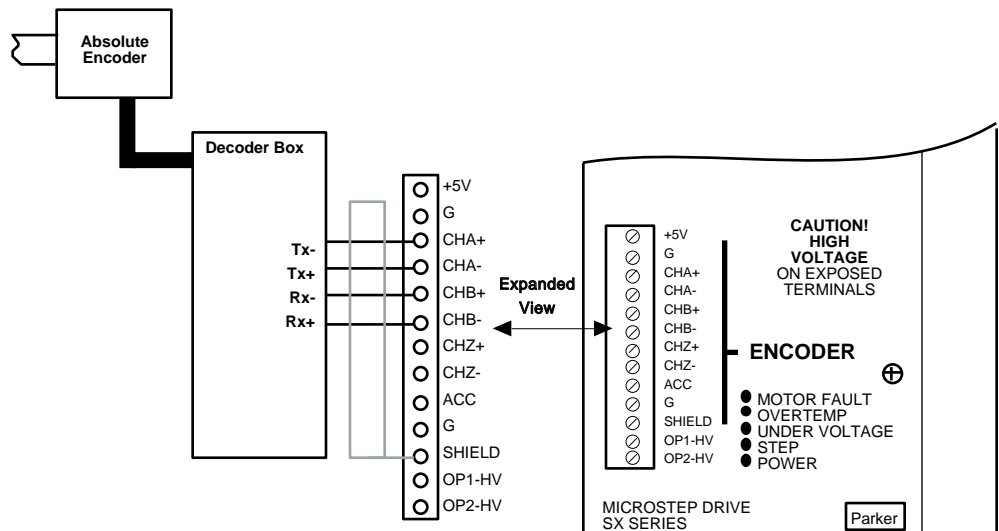 Absolute
Encoder
Decoder Box
Tx-
Tx+
Rx-
Rx+
+5V
G
CHA+
CHA-
CHB+
CHB-
CHZ+
CHZ-
ACC
G
SHIELD
OP1-HV
OP2-HV
Expanded
View
+5V
G
CHA+
CHA-
CHB+
CHB-
CHZ+
CHZ-
ACC
G
SHIELD
OP1-HV
OP2-HV
CAUTION!
HIGH
VOLTAGE
ON EXPOSED
TERMINALS
ENCODER
MOTOR FAULT
OVERTEMP
UNDER VOLTAGE
STEP
POWER
MICROSTEP DRIVE
SX SERIES
Parker